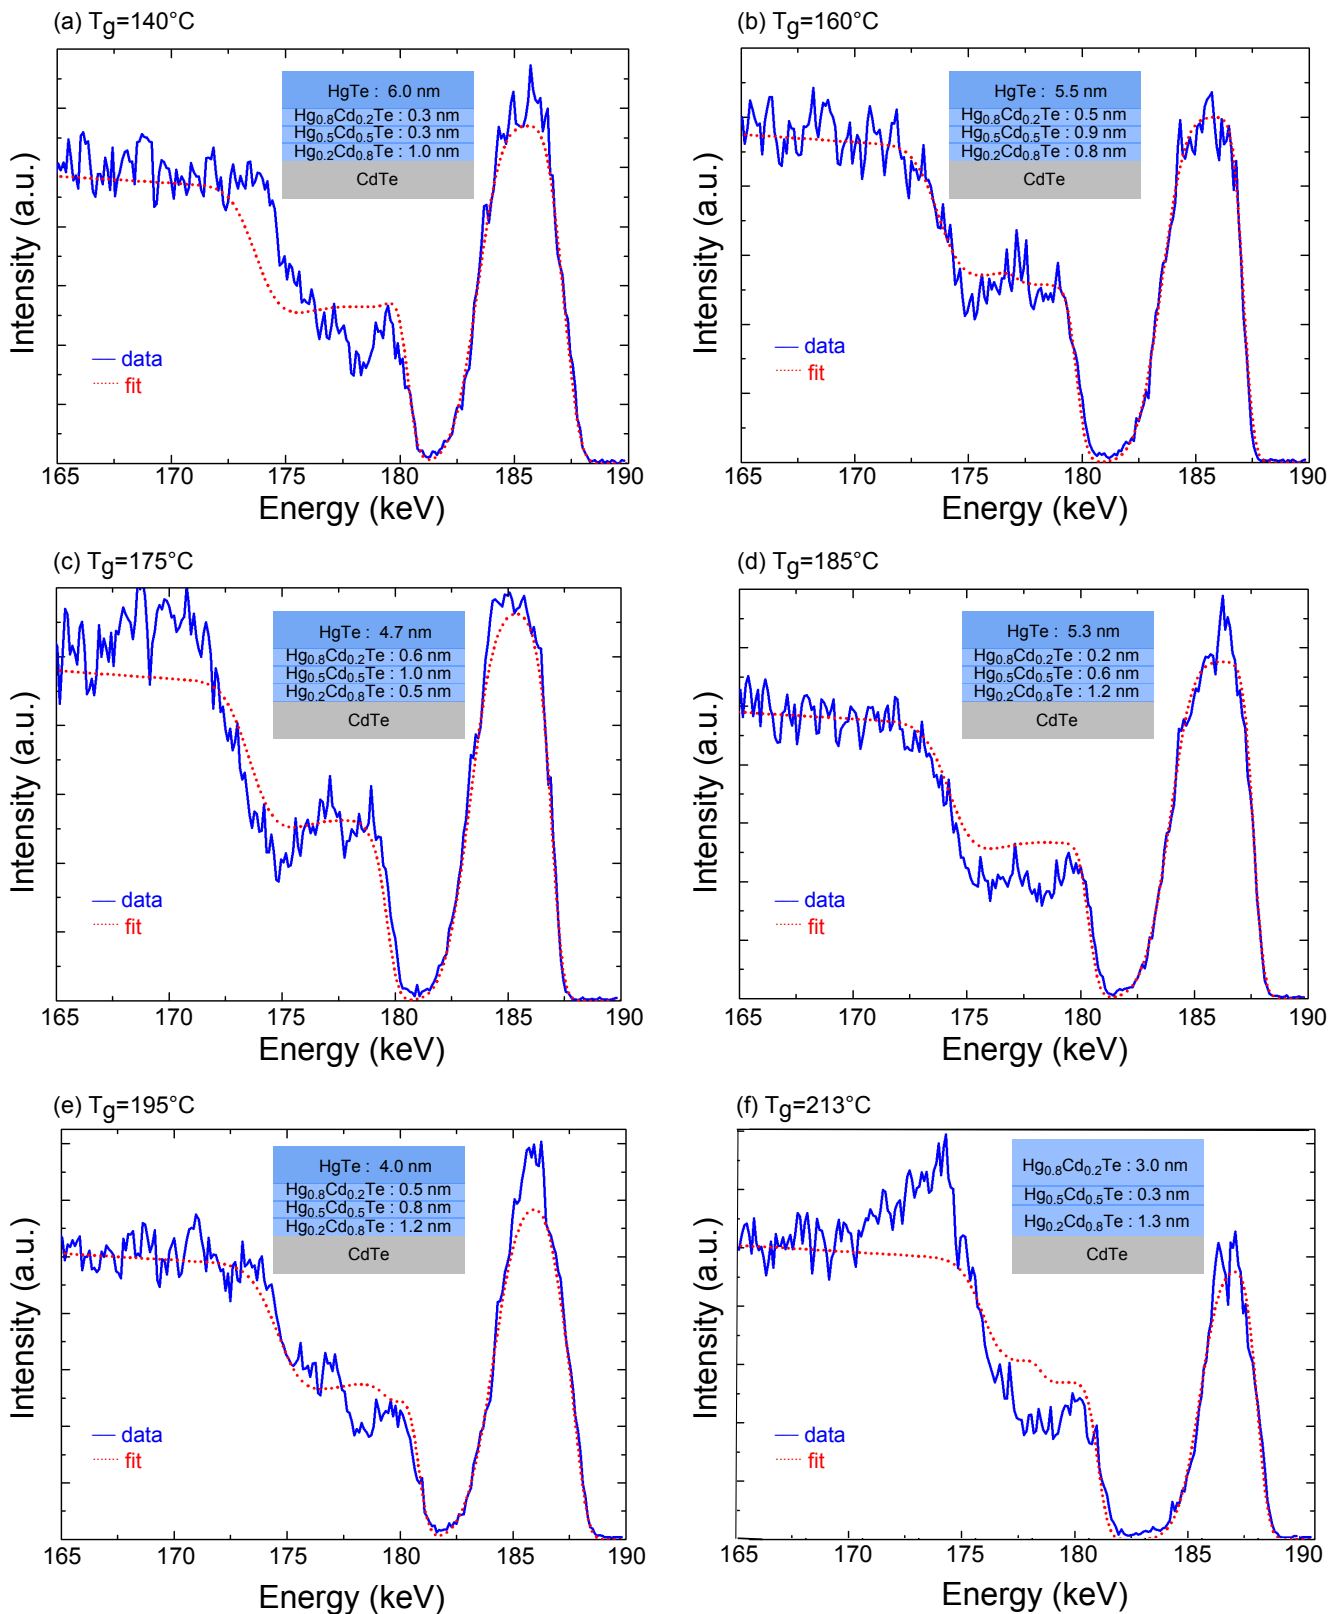 (a) Tg=140°C
HgTe : 6.0 nm
Hg0.8Cd0.2Te : 0.3 nm
Hg0.5Cd0.5Te : 0.3 nm
Hg0.2Cd0.8Te : 1.0 nm
CdTe
Intensity (a.u.)
data
fit
165 170 175 180 185 190
Energy (keV)
(b) Tg=160°C
HgTe : 5.5 nm
Hg0.8Cd0.2Te : 0.5 nm
Hg0.5Cd0.5Te : 0.9 nm
Hg0.2Cd0.8Te : 0.8 nm
CdTe
Intensity (a.u.)
data
fit
165 170 175 180 185 190
Energy (keV)
(c) Tg=175°C
HgTe : 4.7 nm
Hg0.8Cd0.2Te : 0.6 nm
Hg0.5Cd0.5Te : 1.0 nm
Hg0.2Cd0.8Te : 0.5 nm
CdTe
Intensity (a.u.)
data
fit
165 170 175 180 185 190
Energy (keV)
(d) Tg=185°C
HgTe : 5.3 nm
Hg0.8Cd0.2Te : 0.2 nm
Hg0.5Cd0.5Te : 0.6 nm
Hg0.2Cd0.8Te : 1.2 nm
CdTe
Intensity (a.u.)
data
fit
165 170 175 180 185 190
Energy (keV)
(e) Tg=195°C
HgTe : 4.0 nm
Hg0.8Cd0.2Te : 0.5 nm
Hg0.5Cd0.5Te : 0.8 nm
Hg0.2Cd0.8Te : 1.2 nm
CdTe
Intensity (a.u.)
data
fit
165 170 175 180 185 190
Energy (keV)
(f) Tg=213°C
Hg0.8Cd0.2Te : 3.0 nm
Hg0.5Cd0.5Te : 0.3 nm
Hg0.2Cd0.8Te : 1.3 nm
CdTe
Intensity (a.u.)
data
fit
165 170 175 180 185 190
Energy (keV)